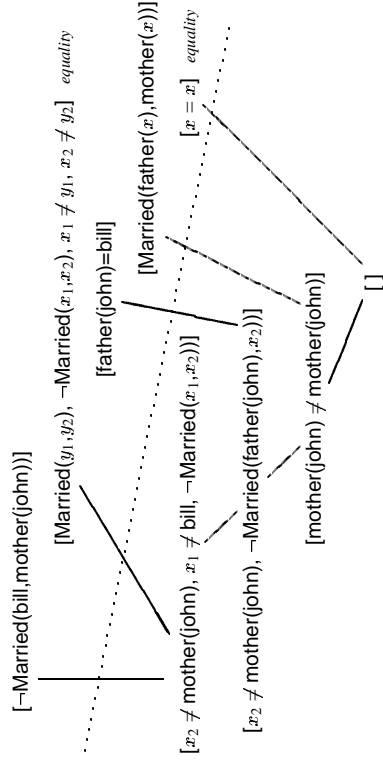 [¬Married(bill,mother(john))]
[Married(y₁,y₂), ¬Married(x₁,x₂), x₁ ≠ y₁, x₂ ≠ y₂] equality
[father(john)=bill]
[Married(father(x),mother(x))]
[x = x] equality
[x₂ ≠ mother(john), x₁ ≠ bill, ¬Married(x₁,x₂))]
[x₂ ≠ mother(john), ¬Married(father(john),x₂))]
[mother(john) ≠ mother(john)]
[ ]